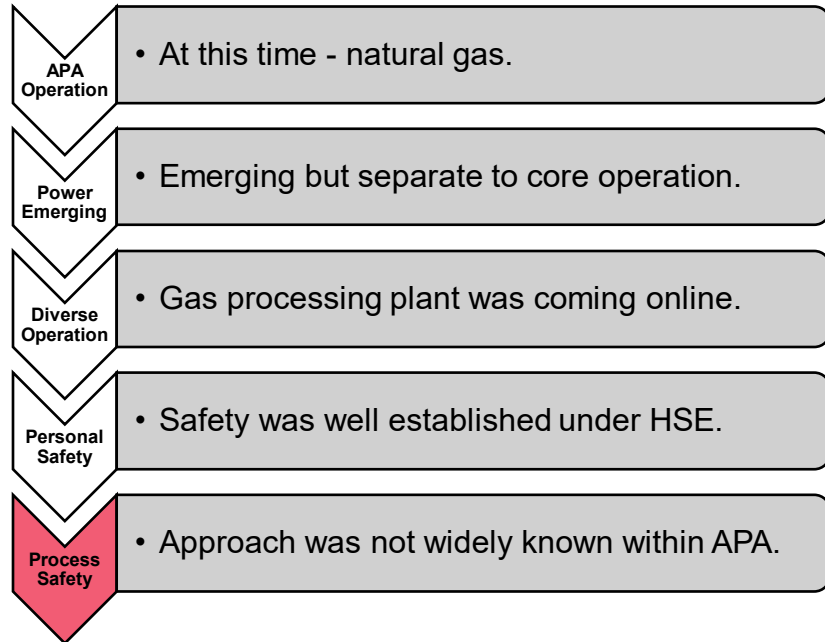 APA
Operation
• At this time - natural gas.
Power
Emerging
• Emerging but separate to core operation.
Diverse
Operation
• Gas processing plant was coming online.
Personal
Safety
• Safety was well established under HSE.
Process
Safety
• Approach was not widely known within APA.